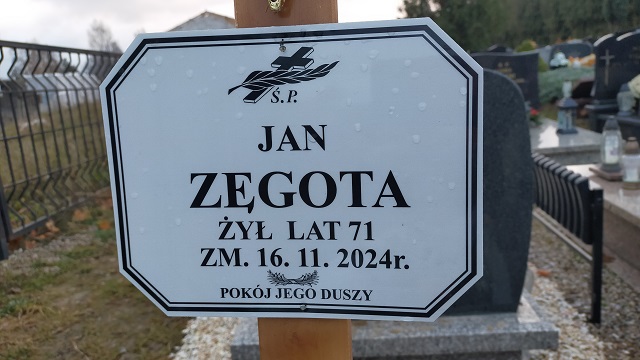 Ś.P.
JAN
ZĘGOTA
ŻYŁ LAT 71
ZM. 16. 11. 2024r.
POKÓJ JEGO DUSZY